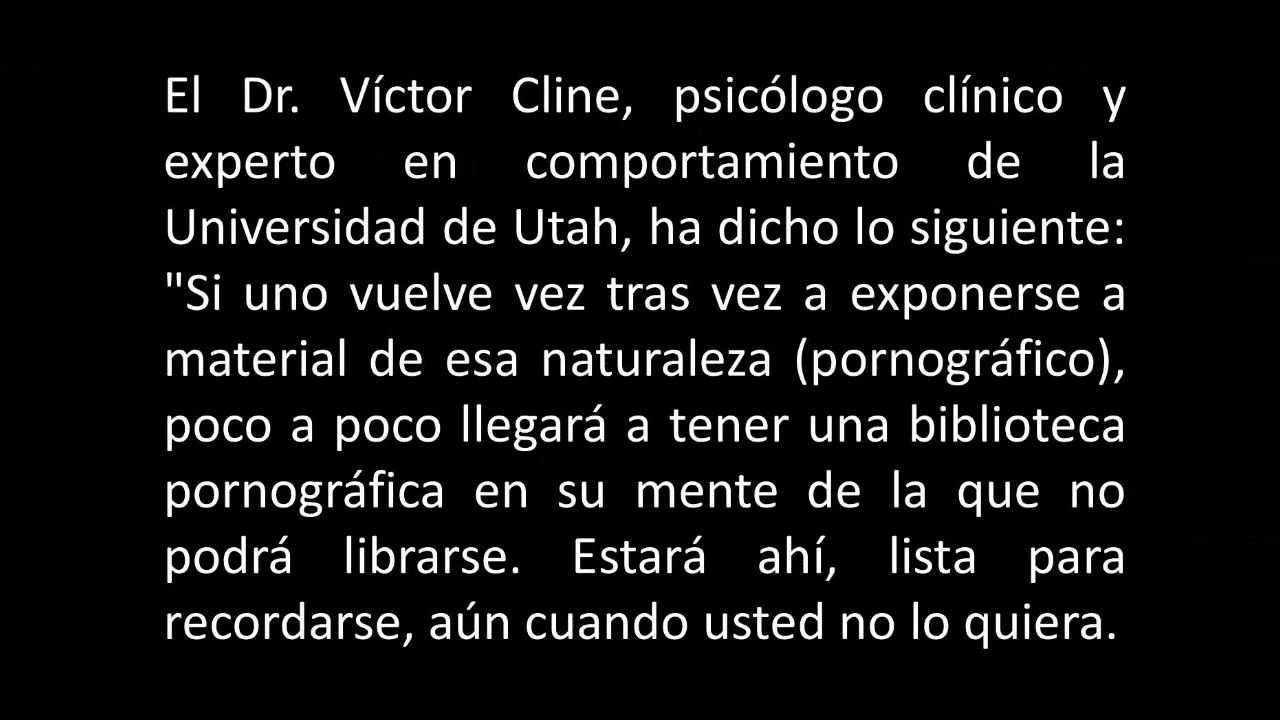 El Dr. Víctor Cline, psicólogo clínico y
experto en comportamiento de la
Universidad de Utah, ha dicho lo siguiente:
"Si uno vuelve vez tras vez a exponerse a
material de esa naturaleza (pornográfico),
poco a poco llegará a tener una biblioteca
pornográfica en su mente de la que no
podrá librarse. Estará ahí, lista para
recordarse, aún cuando usted no lo quiera.